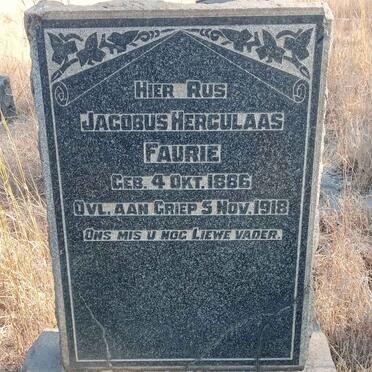 Hier Rus
Jacobus Herculaas
Faurie
Geb. 4 Okt. 1886
Ovl. aan Griep 5 Nov. 1918
Ons mis u nog Liewe vader.